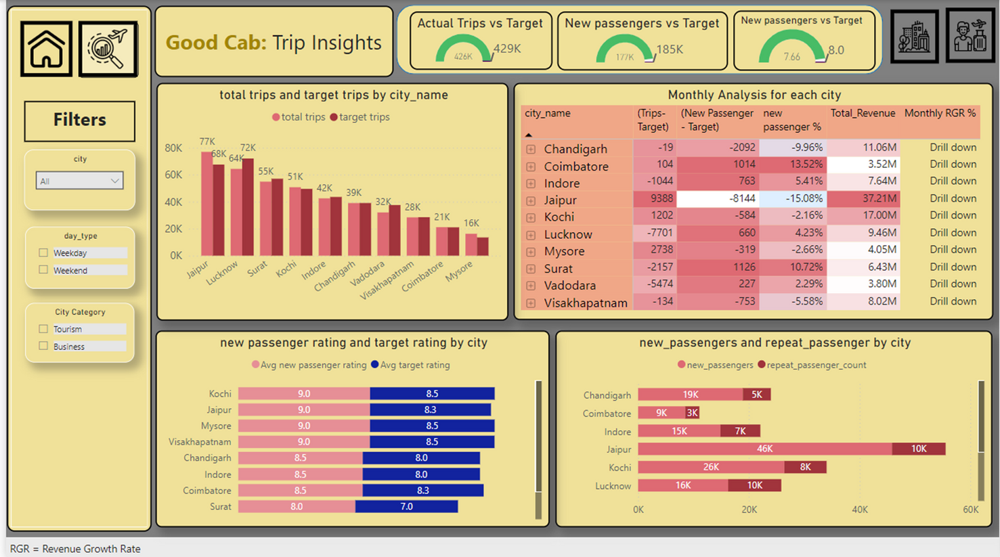 Good Cab: Trip Insights
Actual Trips vs Target
426K
429K
New passengers vs Target
177K
185K
New passengers vs Target
7.66
8.0
Filters
city
All
day_type
Weekday
Weekend
City Category
Tourism
Business
total trips and target trips by city_name
total trips target trips
80K
60K
40K
20K
0K
77K
68K
64K
72K
55K
51K
42K
39K
32K
28K
21K
16K
Jaipur
Lucknow
Surat
Kochi
Indore
Chandigarh
Vadodara
Visakhapatnam
Coimbatore
Mysore
Monthly Analysis for each city
city_name (Trips- Target) (New Passenger - Target) new passenger % Total_Revenue Monthly RGR %
Chandigarh -19 -2092 -9.96% 11.06M Drill down
Coimbatore 104 1014 13.52% 3.52M Drill down
Indore -1044 763 5.41% 7.64M Drill down
Jaipur 9388 -8144 -15.08% 37.21M Drill down
Kochi 1202 -584 -2.16% 17.00M Drill down
Lucknow -7701 660 4.23% 9.46M Drill down
Mysore 2738 -319 -2.66% 4.05M Drill down
Surat -2157 1126 10.72% 6.43M Drill down
Vadodara -5474 227 2.29% 3.80M Drill down
Visakhapatnam -134 -753 -5.58% 8.02M Drill down
new passenger rating and target rating by city
Avg new passenger rating Avg target rating
Kochi 9.0 8.5
Jaipur 9.0 8.3
Mysore 9.0 8.5
Visakhapatnam 9.0 8.5
Chandigarh 8.5 8.0
Indore 8.5 8.0
Coimbatore 8.5 8.3
Surat 8.0 7.0
new_passengers and repeat_passenger by city
new_passengers repeat_passenger_count
Chandigarh 19K 5K
Coimbatore 9K 3K
Indore 15K 7K
Jaipur 46K 10K
Kochi 26K 8K
Lucknow 16K 10K
0K 20K 40K 60K
RGR = Revenue Growth Rate